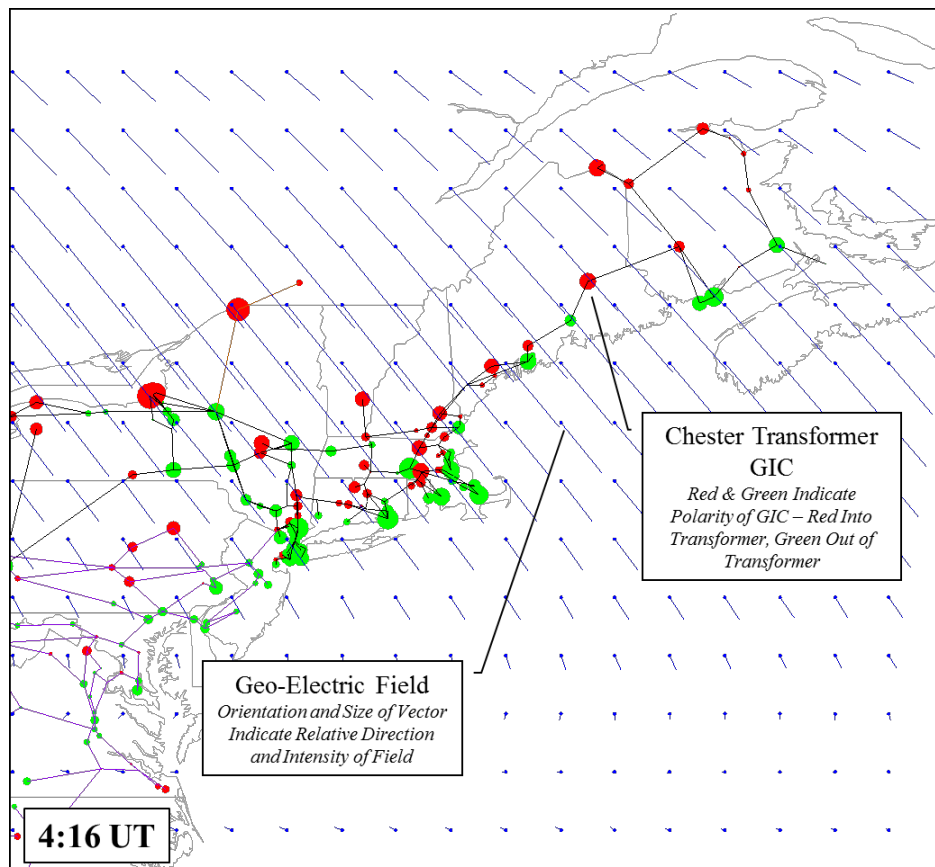 Chester Transformer
GIC
Red & Green Indicate
Polarity of GIC – Red Into
Transformer, Green Out of
Transformer
Geo-Electric Field
Orientation and Size of Vector
Indicate Relative Direction
and Intensity of Field
4:16 UT